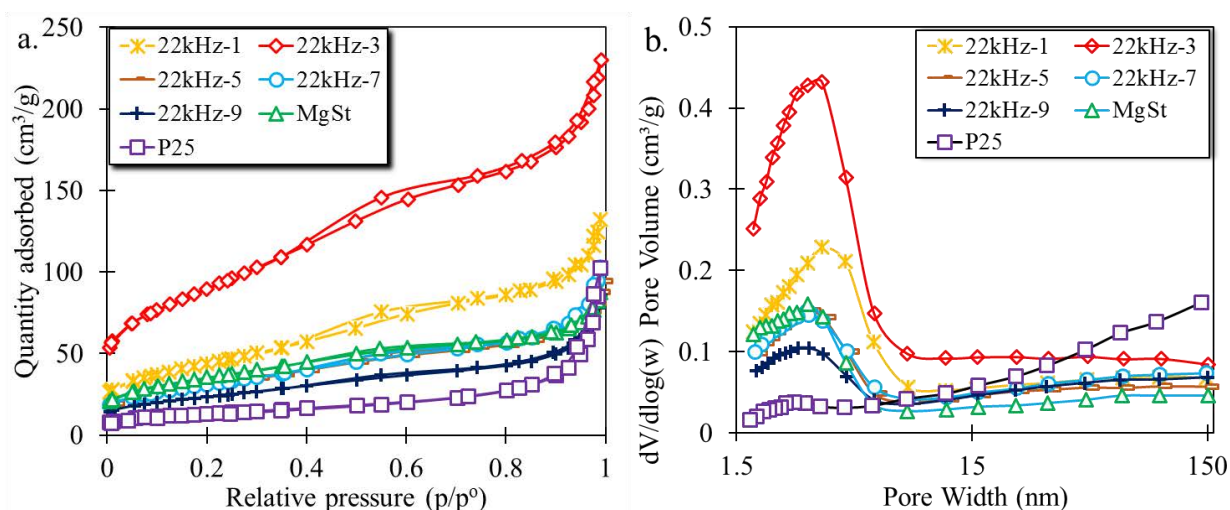 a.
250
200
150
100
50
0
Quantity adsorbed (cm³/g)
22kHz-1 22kHz-3
22kHz-5 22kHz-7
22kHz-9 MgSt
P25
0 0.2 0.4 0.6 0.8 1
Relative pressure (p/pº)
b.
0.5
0.4
0.3
0.2
0.1
0
dV/dlog(w) Pore Volume (cm³/g)
22kHz-1 22kHz-3
22kHz-5 22kHz-7
22kHz-9 MgSt
P25
1.5 15 150
Pore Width (nm)